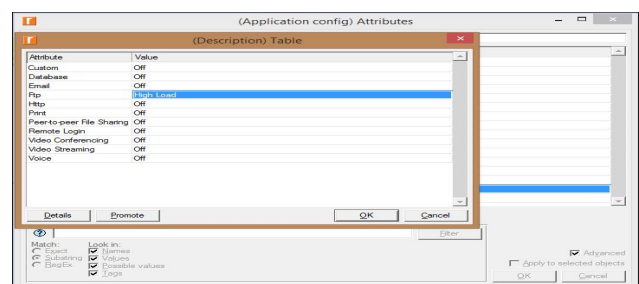 (Application config) Attributes
(Description) Table
Attribute Value
Custom Off
Database Off
Email Off
Ftp High Load
Http Off
Print Off
Peer-to-peer File Sharing Off
Remote Login Off
Video Conferencing Off
Video Streaming Off
Voice Off
Details Promote OK Cancel
Filter
Match: Look in:
Exact Names
Substring Values
RegEx Possible values
Tags
Advanced
Apply to selected objects
OK Cancel